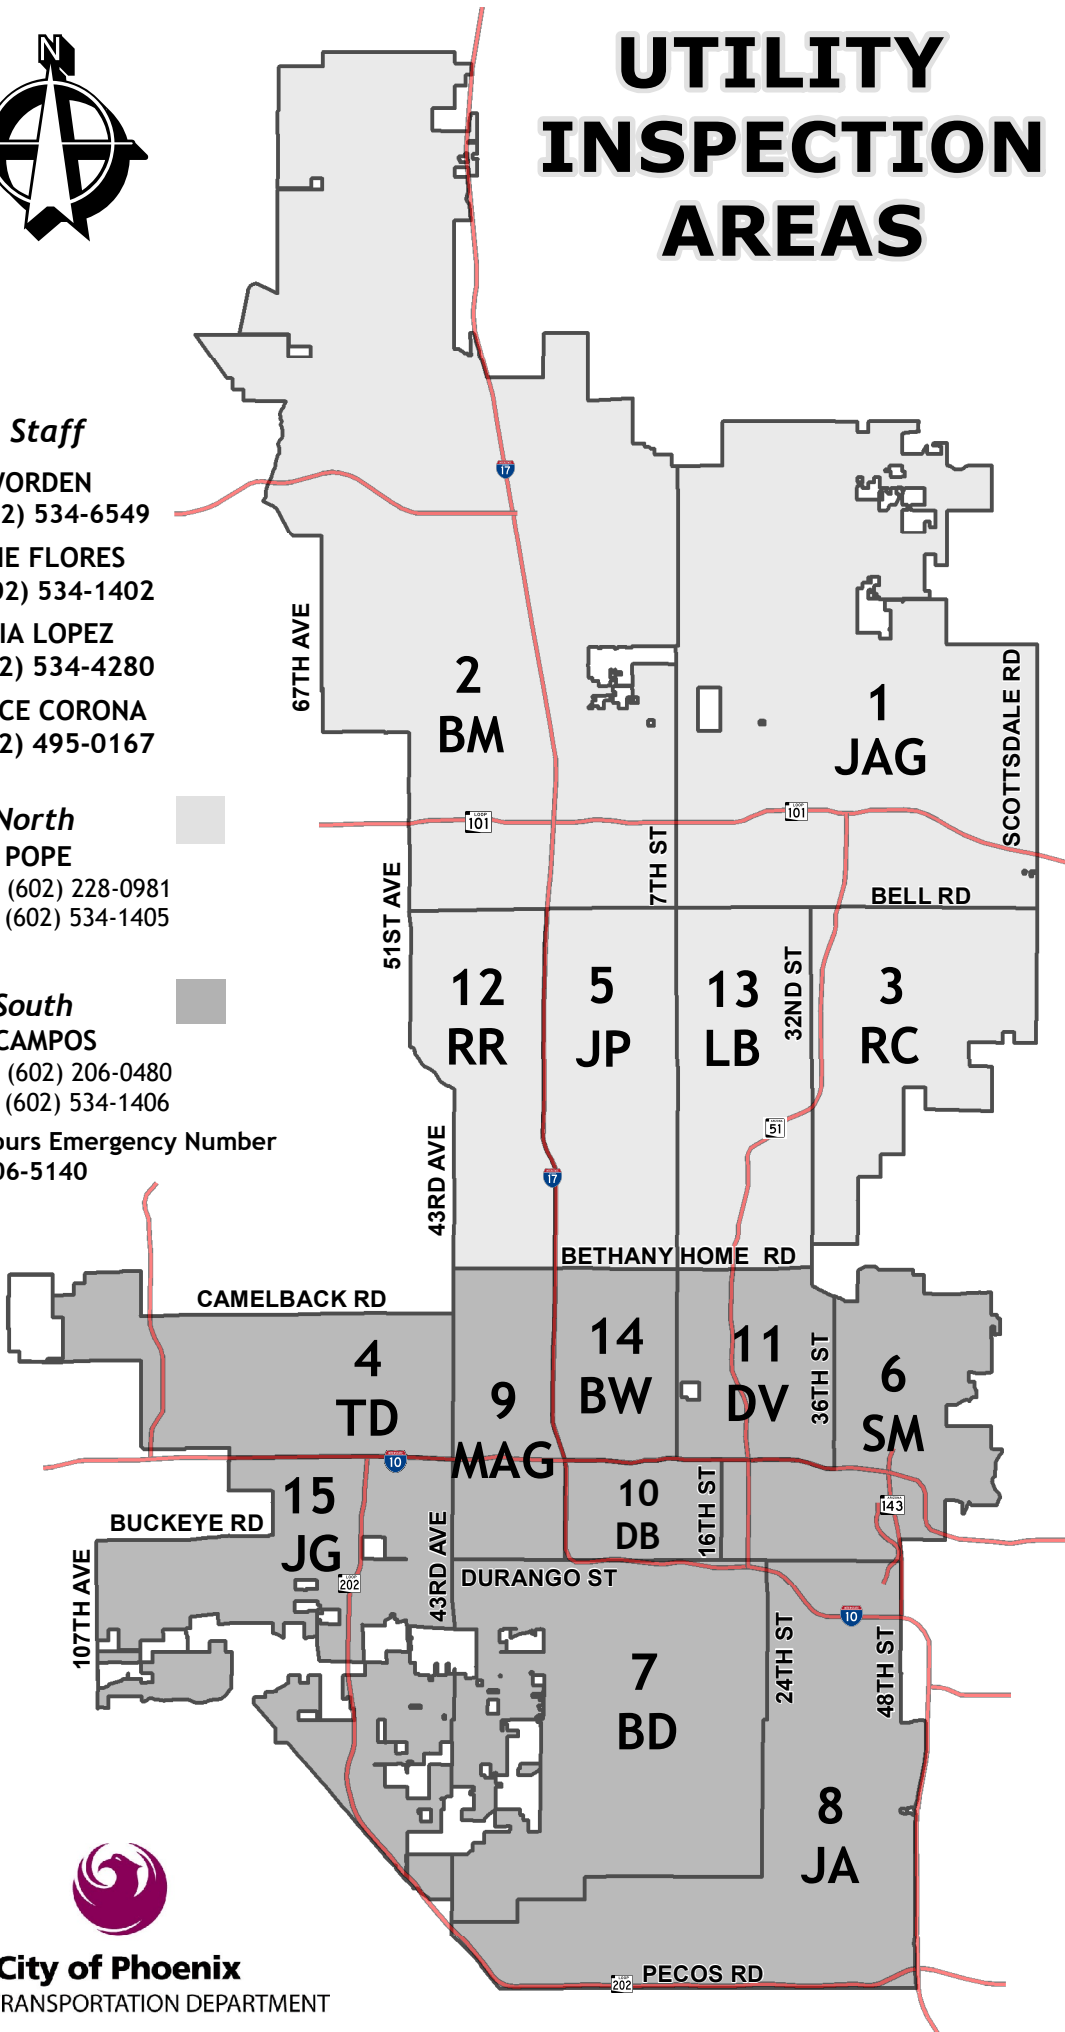 N
UTILITY
INSPECTION
AREAS
Staff
WORDEN
2) 534-6549
IE FLORES
02) 534-1402
IA LOPEZ
2) 534-4280
CE CORONA
2) 495-0167
North
POPE
(602) 228-0981
(602) 534-1405
South
CAMPOS
(602) 206-0480
(602) 534-1406
ours Emergency Number
06-5140
17
67TH AVE
2
BM
1
JAG
SCOTTSDALE RD
LOOP
101
LOOP
101
7TH ST
51ST AVE
BELL RD
12
RR
5
JP
13
LB
32ND ST
3
RC
51
43RD AVE
17
BETHANY HOME RD
CAMELBACK RD
4
TD
9
MAG
14
BW
11
DV
36TH ST
6
SM
10
15
JG
10
DB
16TH ST
143
BUCKEYE RD
107TH AVE
LOOP
202
43RD AVE
DURANGO ST
10
24TH ST
48TH ST
7
BD
8
JA
LOOP
202
PECOS RD
City of Phoenix
RANSPORTATION DEPARTMENT